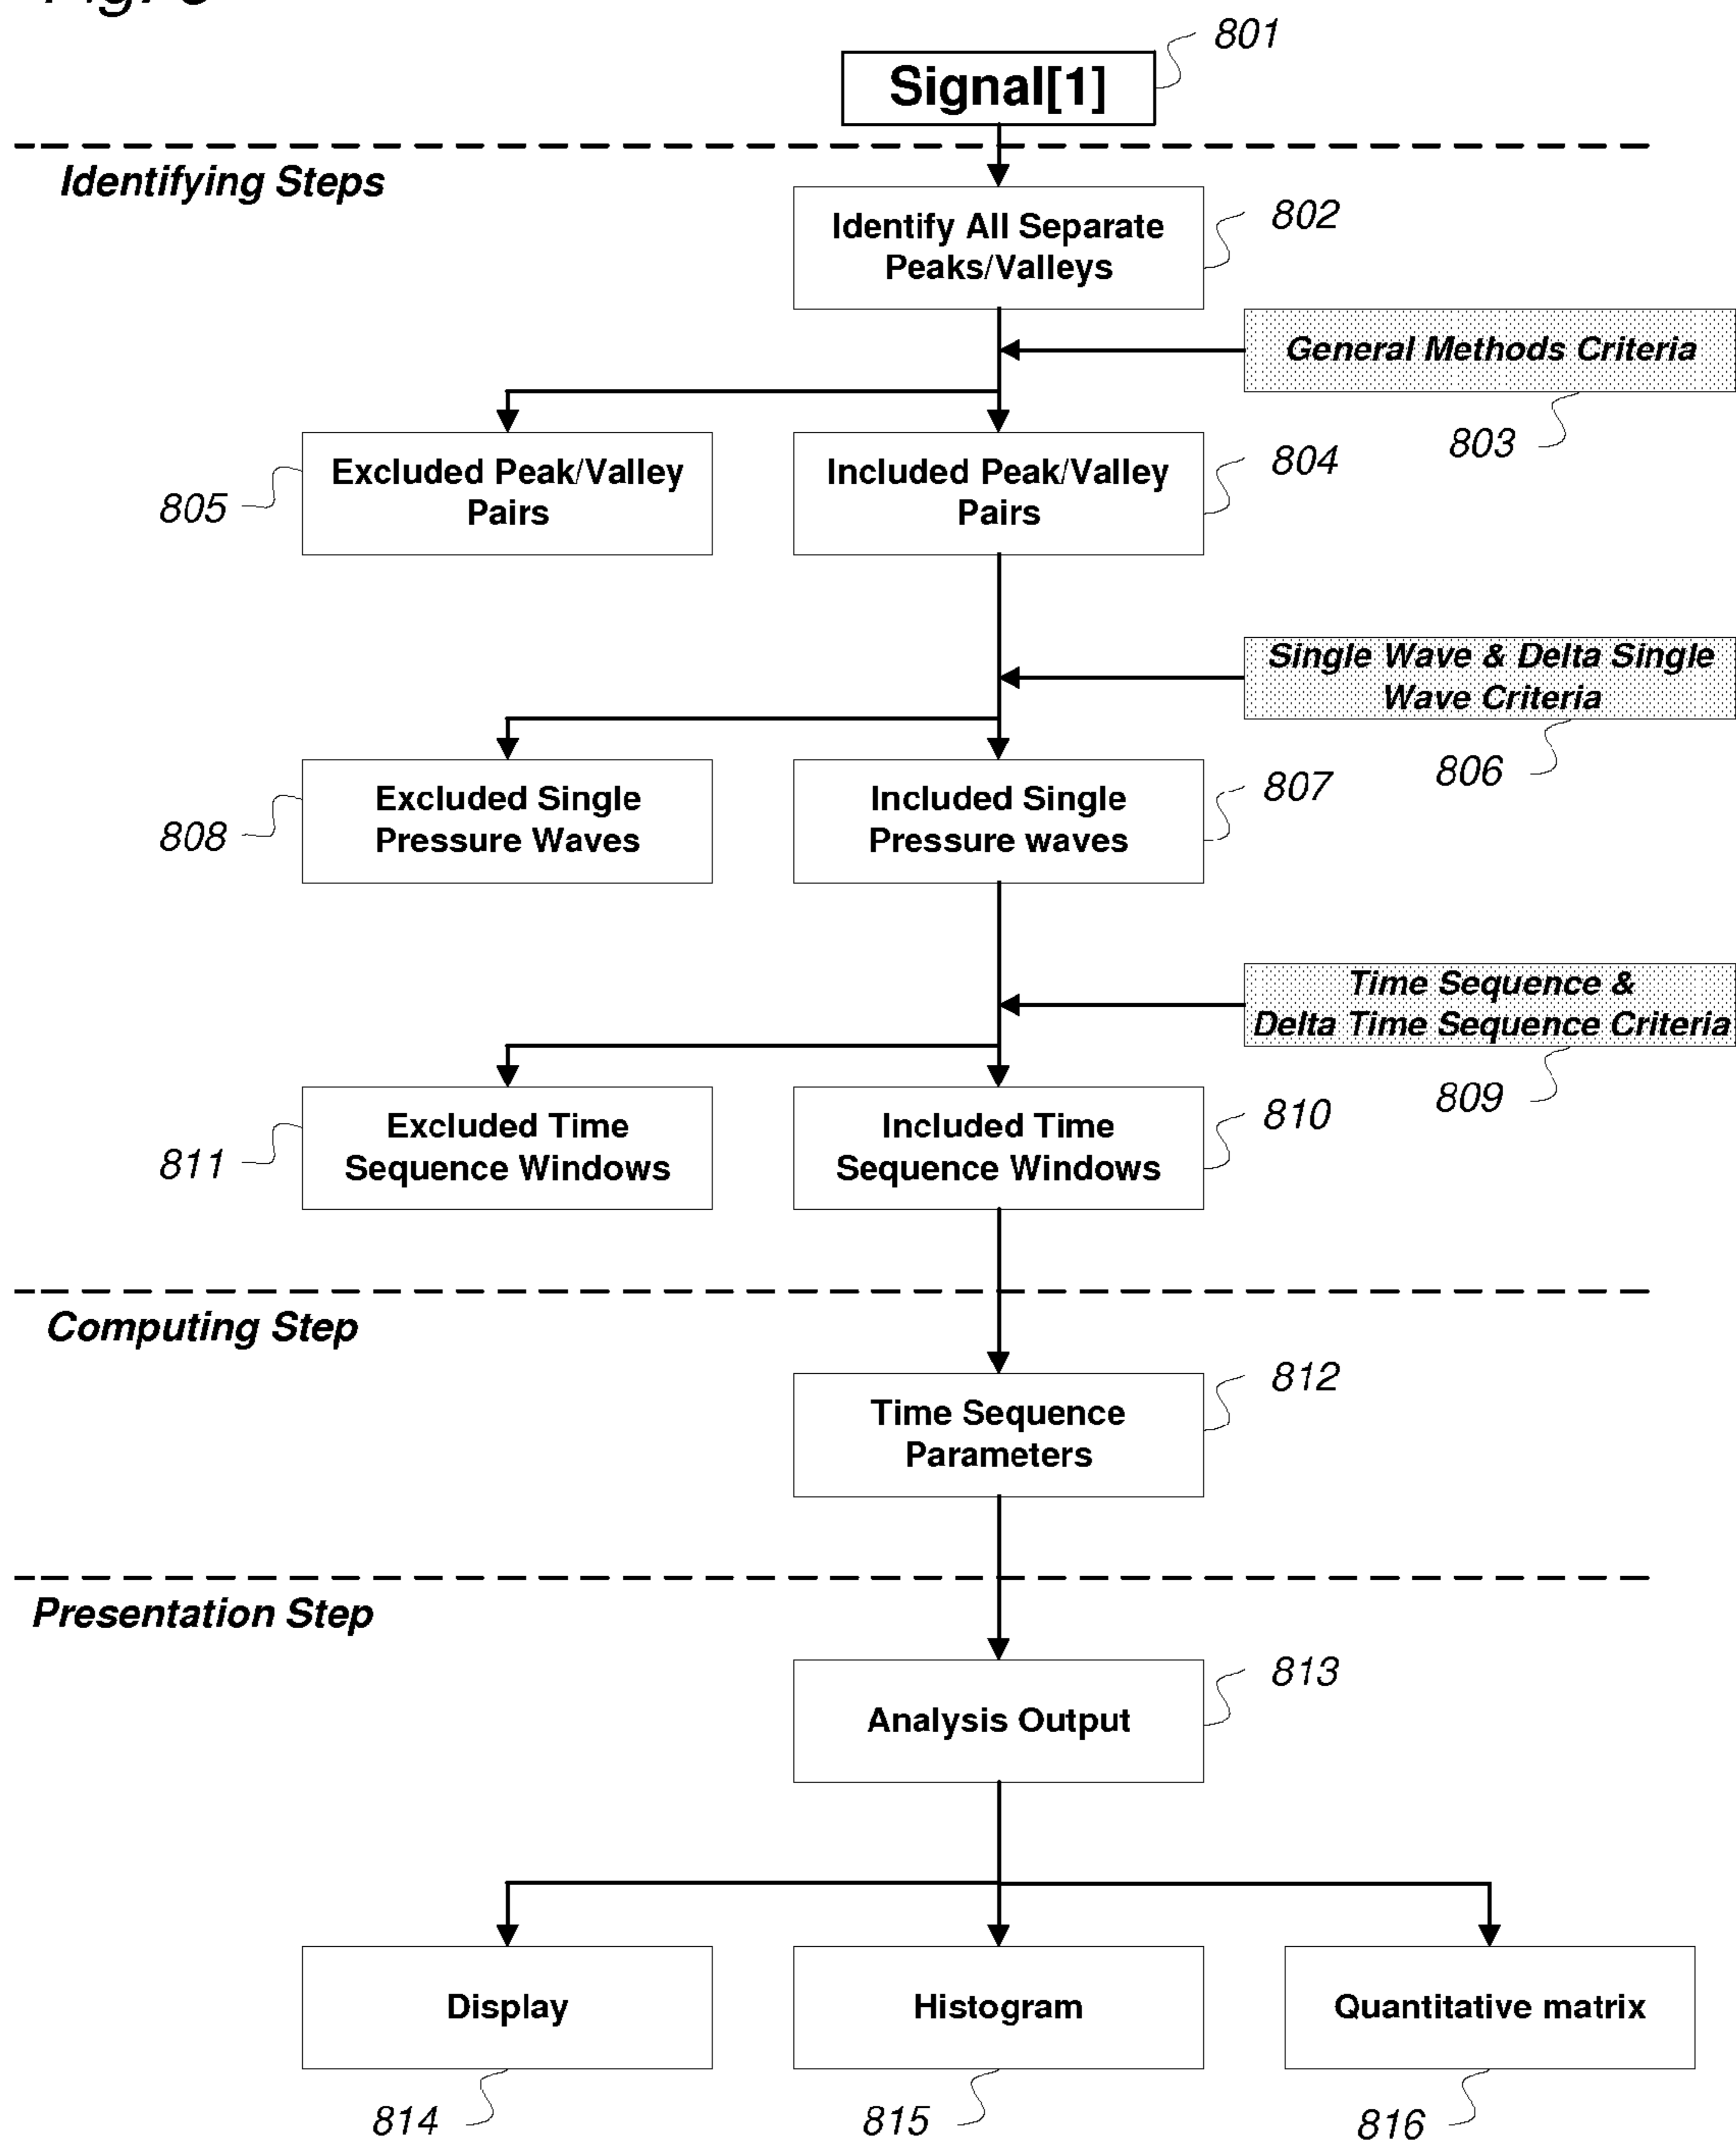 801
Signal[1]
Identifying Steps
802
Identify All Separate
Peaks/Valleys
General Methods Criteria
803
804
Excluded Peak/Valley
Pairs
Included Peak/Valley
Pairs
805
Single Wave & Delta Single
Wave Criteria
806
807
Excluded Single
Pressure Waves
Included Single
Pressure waves
808
Time Sequence &
Delta Time Sequence Criteria
809
810
Excluded Time
Sequence Windows
Included Time
Sequence Windows
811
Computing Step
812
Time Sequence
Parameters
Presentation Step
813
Analysis Output
Display
Histogram
Quantitative matrix
814
815
816